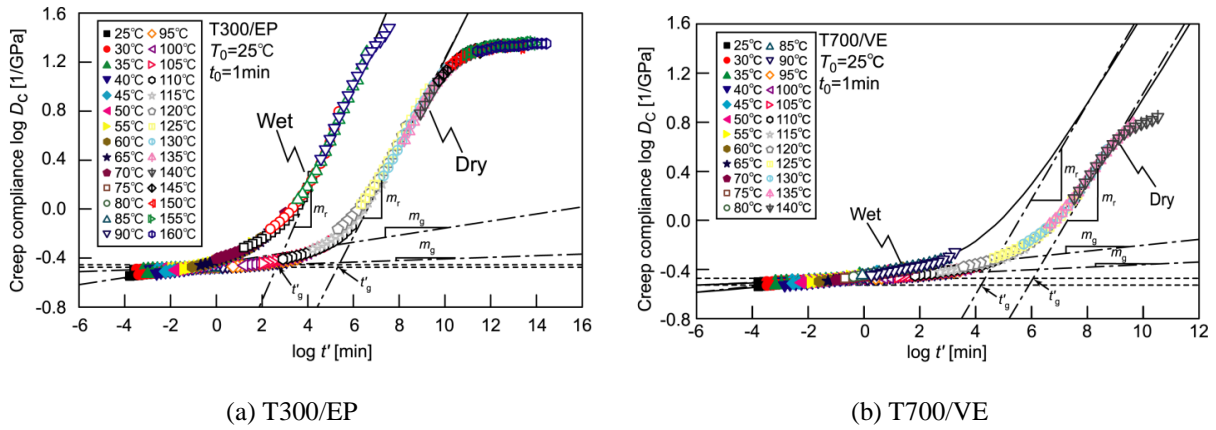 Creep compliance log D_C [1/GPa]
1.6
1.2
0.8
0.4
0.0
-0.4
-0.8
25℃ 95℃
30℃ 100℃
35℃ 105℃
40℃ 110℃
45℃ 115℃
50℃ 120℃
55℃ 125℃
60℃ 130℃
65℃ 135℃
70℃ 140℃
75℃ 145℃
80℃ 150℃
85℃ 155℃
90℃ 160℃
T300/EP
T₀=25℃
t₀=1min
Wet
Dry
m_r
m_r
m_g
m_g
t'_g
t'_g
-6 -4 -2 0 2 4 6 8 10 12 14 16
log t' [min]
(a) T300/EP
Creep compliance log D_C [1/GPa]
1.6
1.2
0.8
0.4
0.0
-0.4
-0.8
25℃ 85℃
30℃ 90℃
35℃ 95℃
40℃ 100℃
45℃ 105℃
50℃ 110℃
55℃ 115℃
60℃ 120℃
65℃ 125℃
70℃ 130℃
75℃ 135℃
80℃ 140℃
T700/VE
T₀=25℃
t₀=1min
Wet
Dry
m_r
m_r
m_g
m_g
t'_g
t'_g
-6 -4 -2 0 2 4 6 8 10 12
log t' [min]
(b) T700/VE